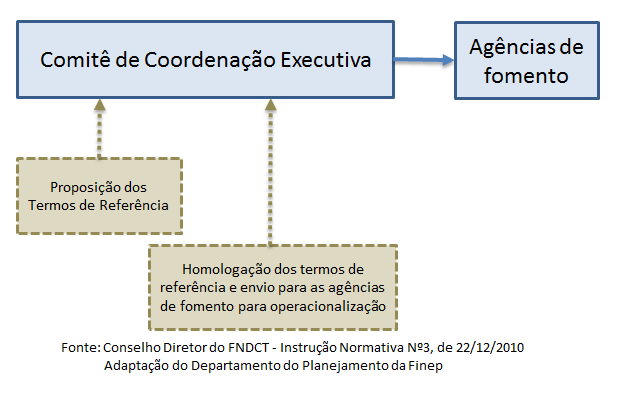 Comitê de Coordenação Executiva
Agências de
fomento
Proposição dos
Termos de Referência
Homologação dos termos de
referência e envio para as agências
de fomento para operacionalização
Fonte: Conselho Diretor do FNDCT - Instrução Normativa Nº3, de 22/12/2010
Adaptação do Departamento do Planejamento da Finep